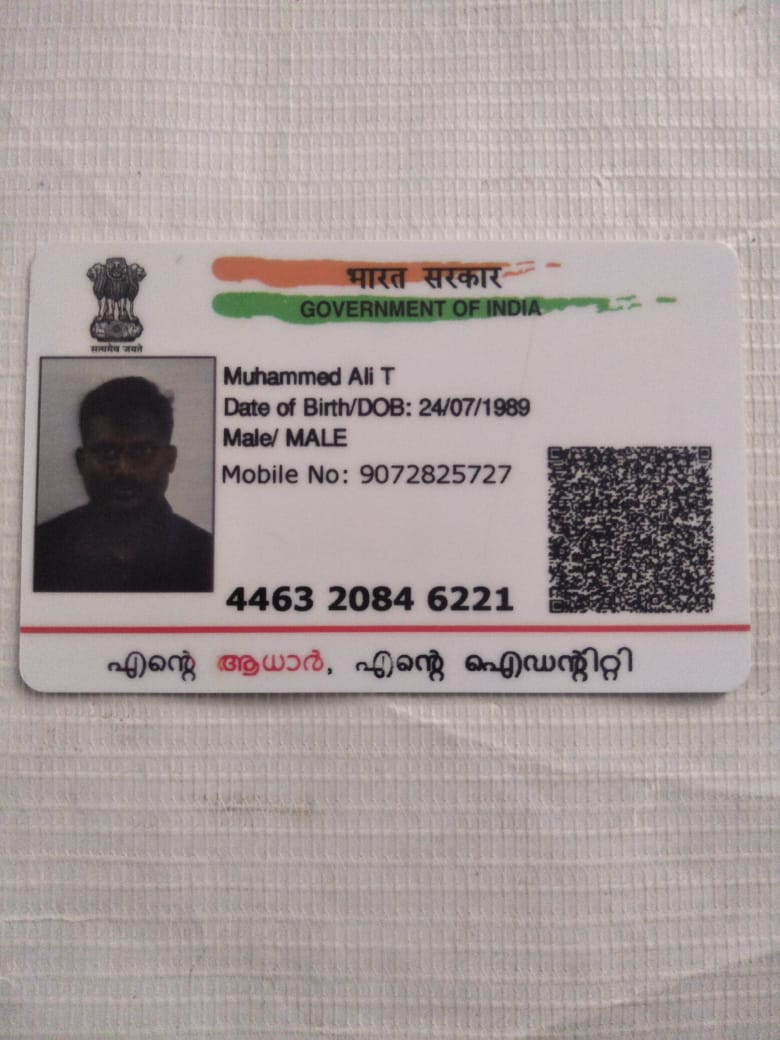 भारत सरकार
GOVERNMENT OF INDIA
सत्यमेव जयते
Muhammed Ali T
Date of Birth/DOB: 24/07/1989
Male/ MALE
Mobile No: 9072825727
4463 2084 6221
എന്റെ ആധാർ, എന്റെ ഐഡന്റിറ്റി